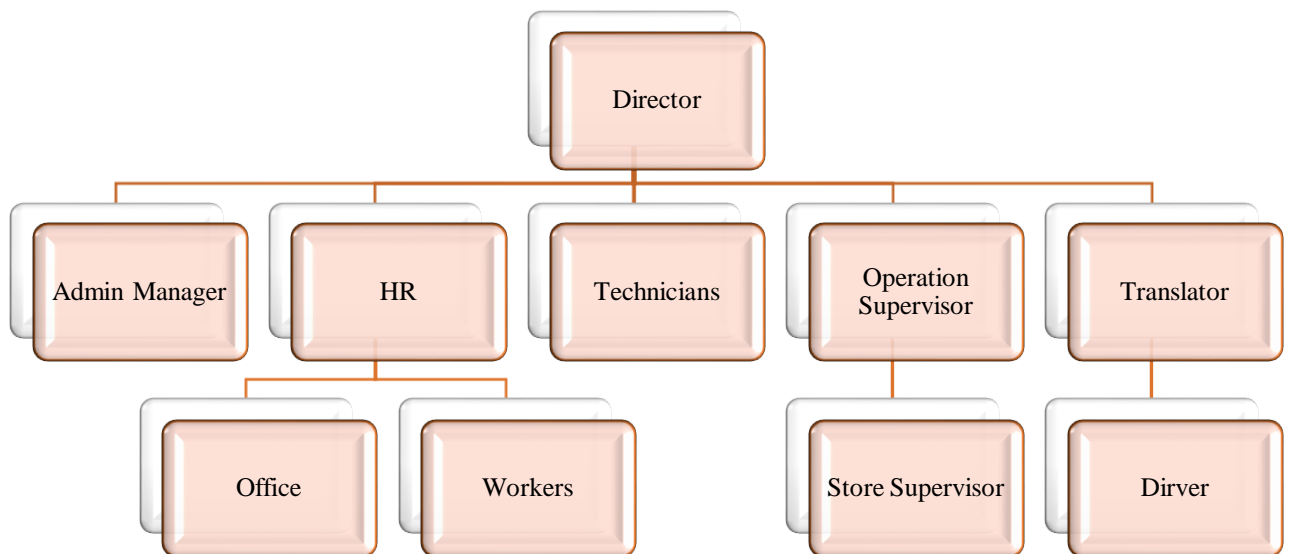 Director
Admin Manager
HR
Technicians
Operation
Supervisor
Translator
Office
Workers
Store Supervisor
Dirver